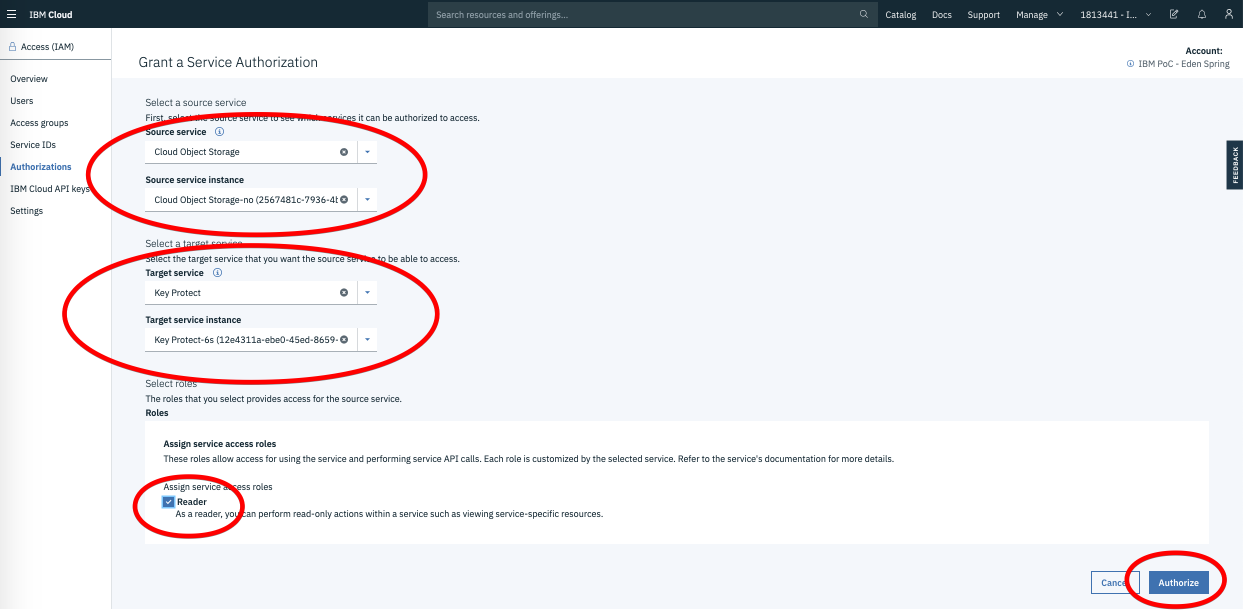 IBM Cloud
Search resources and offerings...
Catalog Docs Support Manage 1813441 - I...
Access (IAM)
Overview
Users
Access groups
Service IDs
Authorizations
IBM Cloud API keys
Settings
Grant a Service Authorization
Account:
IBM PoC - Eden Spring
Select a source service
First, select the source service to see which services it can be authorized to access.
Source service
Cloud Object Storage
Source service instance
Cloud Object Storage-no (2567481c-7936-4
Select a target service
Select the target service that you want the source service to be able to access.
Target service
Key Protect
Target service instance
Key Protect-6s (12e4311a-ebe0-45ed-8659-
Select roles
The roles that you select provides access for the source service.
Roles
Assign service access roles
These roles allow access for using the service and performing service API calls. Each role is customized by the selected service. Refer to the service's documentation for more details.
Assign service access roles
Reader
As a reader, you can perform read-only actions within a service such as viewing service-specific resources.
Cancel
Authorize
FEEDBACK